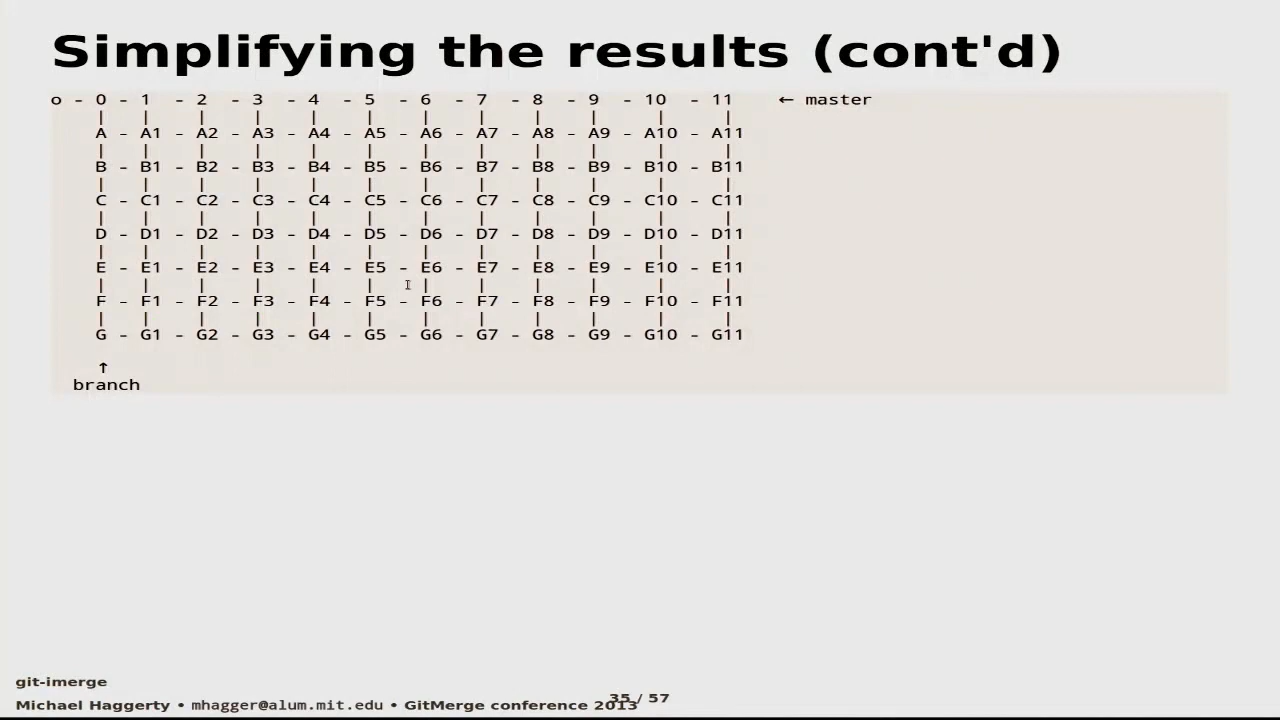 Simplifying the results (cont'd)
o - 0 - 1  - 2  - 3  - 4  - 5  - 6  - 7  - 8  - 9  - 10  - 11    ← master
    |   |    |    |    |    |    |    |    |    |    |     |
    A - A1 - A2 - A3 - A4 - A5 - A6 - A7 - A8 - A9 - A10 - A11
    |   |    |    |    |    |    |    |    |    |    |     |
    B - B1 - B2 - B3 - B4 - B5 - B6 - B7 - B8 - B9 - B10 - B11
    |   |    |    |    |    |    |    |    |    |    |     |
    C - C1 - C2 - C3 - C4 - C5 - C6 - C7 - C8 - C9 - C10 - C11
    |   |    |    |    |    |    |    |    |    |    |     |
    D - D1 - D2 - D3 - D4 - D5 - D6 - D7 - D8 - D9 - D10 - D11
    |   |    |    |    |    |    |    |    |    |    |     |
    E - E1 - E2 - E3 - E4 - E5 - E6 - E7 - E8 - E9 - E10 - E11
    |   |    |    |    |    |    |    |    |    |    |     |
    F - F1 - F2 - F3 - F4 - F5 - F6 - F7 - F8 - F9 - F10 - F11
    |   |    |    |    |    |    |    |    |    |    |     |
    G - G1 - G2 - G3 - G4 - G5 - G6 - G7 - G8 - G9 - G10 - G11
    ↑
  branch
git-imerge
Michael Haggerty • mhagger@alum.mit.edu • GitMerge conference 2013
35 / 57